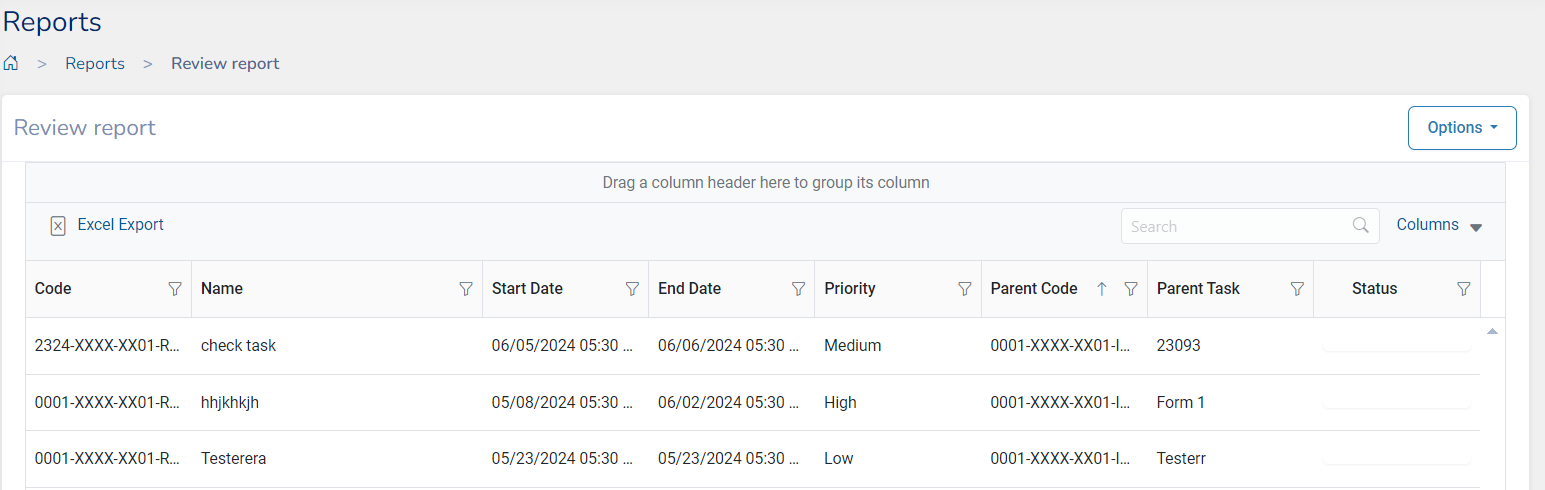 Reports
> Reports > Review report
Review report
Options
Drag a column header here to group its column
Excel Export Search Columns
Code Name Start Date End Date Priority Parent Code Parent Task Status
2324-XXXX-XX01-R... check task 06/05/2024 05:30 ... 06/06/2024 05:30 ... Medium 0001-XXXX-XX01-I... 23093
0001-XXXX-XX01-R... hhjkhkjh 05/08/2024 05:30 ... 06/02/2024 05:30 ... High 0001-XXXX-XX01-I... Form 1
0001-XXXX-XX01-R... Testerera 05/23/2024 05:30 ... 05/23/2024 05:30 ... Low 0001-XXXX-XX01-I... Testerr